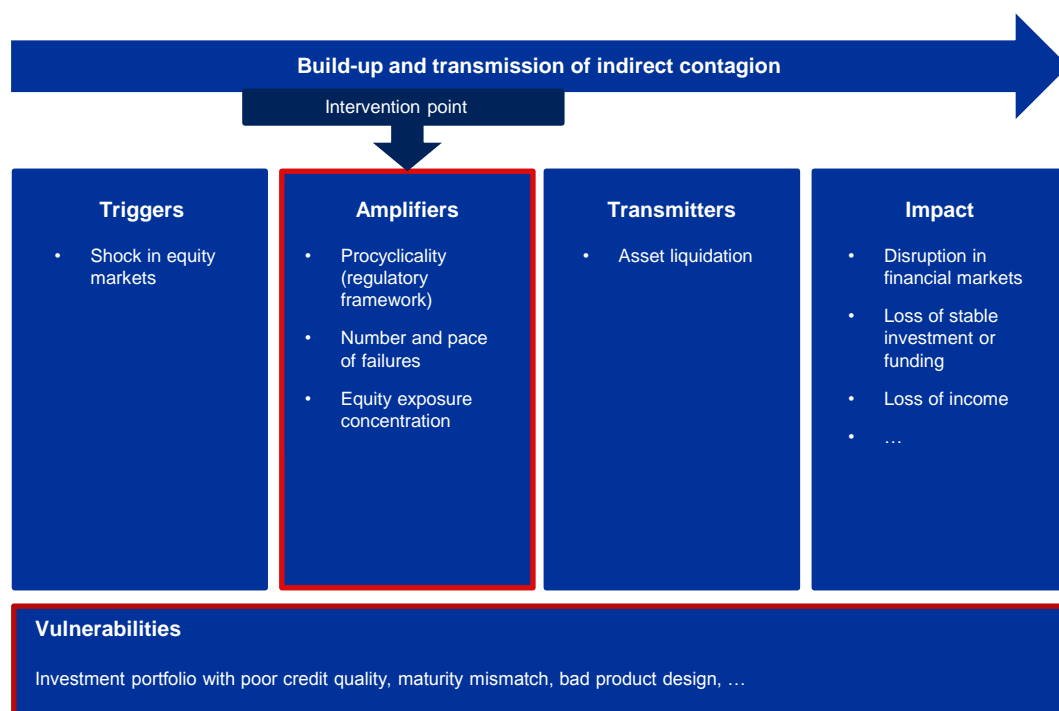 Build-up and transmission of indirect contagion
Intervention point
Triggers
• Shock in equity
markets
Amplifiers
• Procyclicality
(regulatory
framework)
• Number and pace
of failures
• Equity exposure
concentration
Transmitters
• Asset liquidation
Impact
• Disruption in
financial markets
• Loss of stable
investment or
funding
• Loss of income
• …
Vulnerabilities
Investment portfolio with poor credit quality, maturity mismatch, bad product design, …